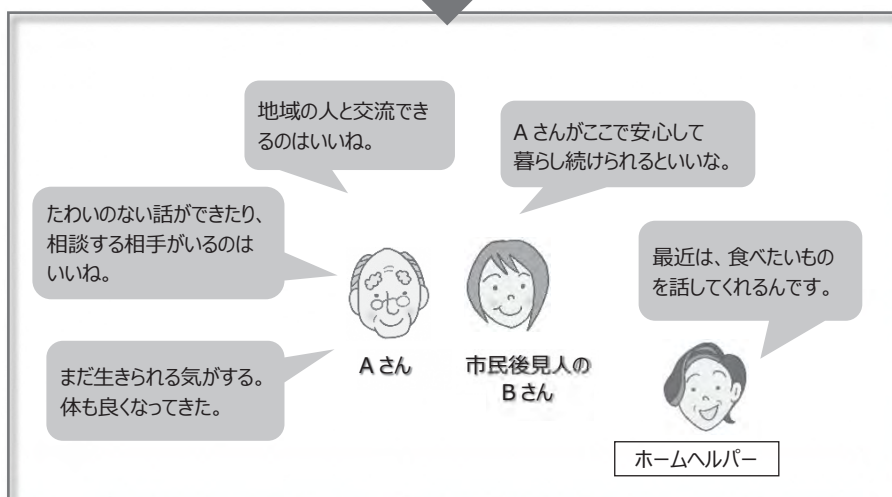 地域の人と交流でき
るのはいいね。
A さんがここで安心して
暮らし続けられるといいな。
たわいのない話ができたり、
相談する相手がいるのは
いいね。
最近は、食べたいもの
を話してくれるんです。
まだ生きられる気がする。
体も良くなってきた。
A さん
市民後見人の
B さん
ホームヘルパー